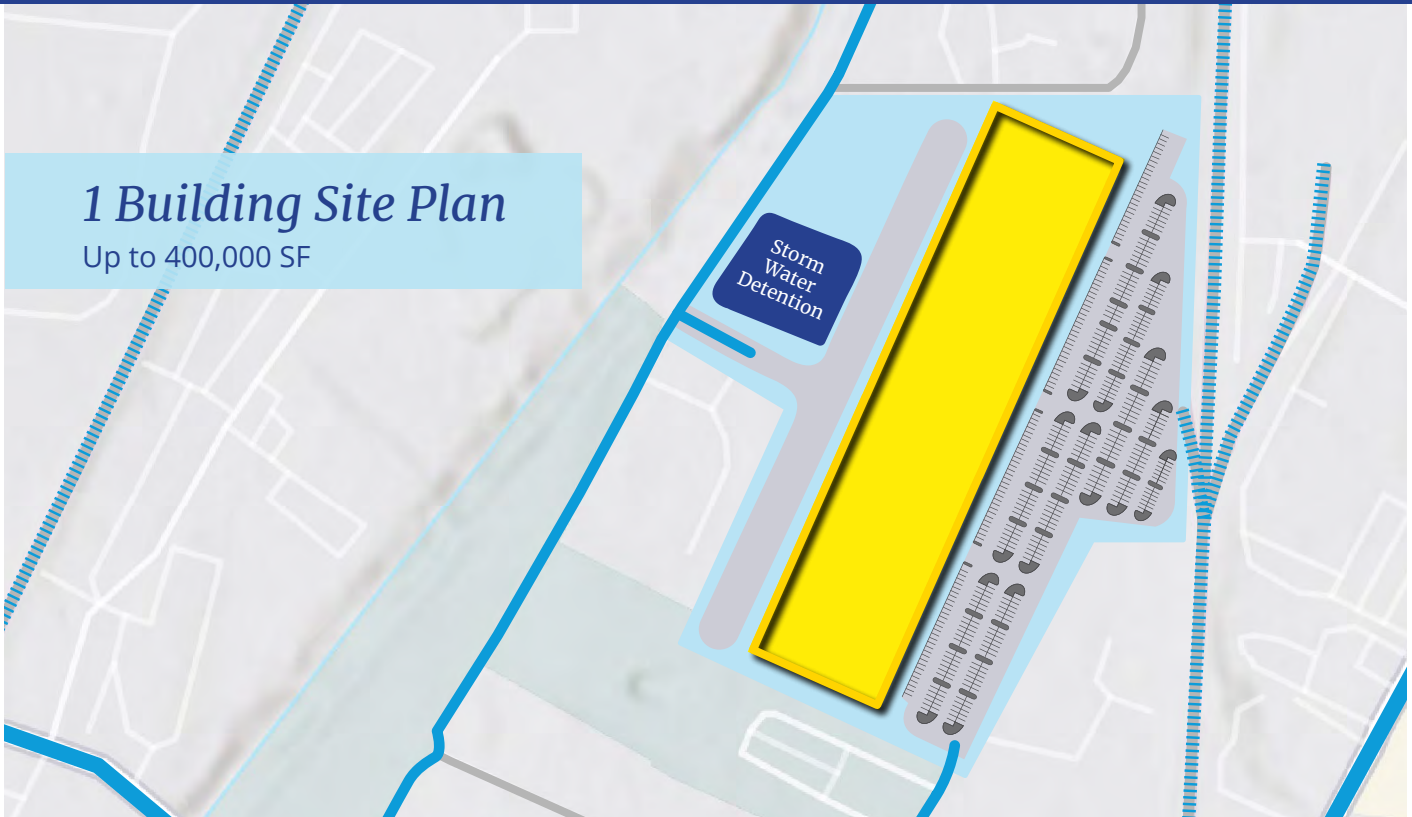 1 Building Site Plan
Up to 400,000 SF
Storm
Water
Detention